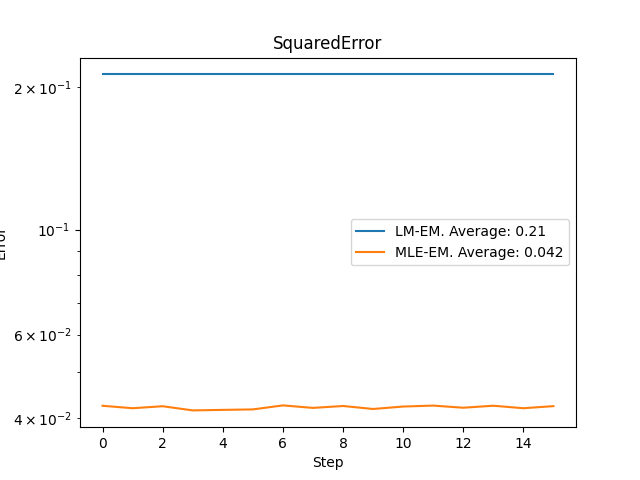 SquaredError
2 × 10⁻¹
10⁻¹
6 × 10⁻²
4 × 10⁻²
Error
LM-EM. Average: 0.21
MLE-EM. Average: 0.042
0 2 4 6 8 10 12 14
Step